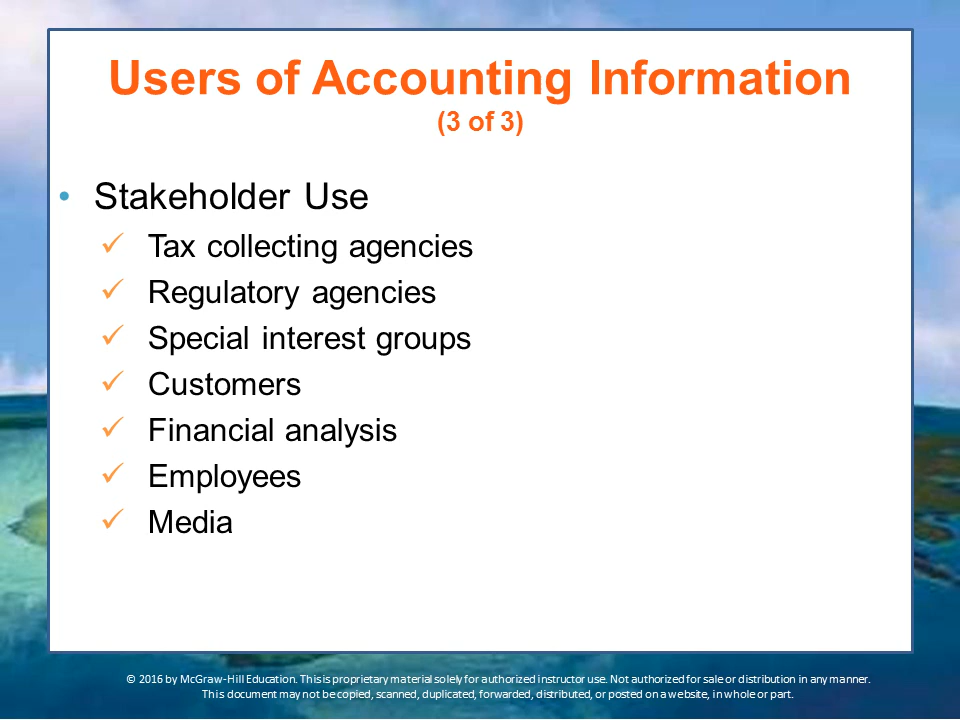 Users of Accounting Information
(3 of 3)
• Stakeholder Use
✓ Tax collecting agencies
✓ Regulatory agencies
✓ Special interest groups
✓ Customers
✓ Financial analysis
✓ Employees
✓ Media
© 2016 by McGraw-Hill Education. This is proprietary material solely for authorized instructor use. Not authorized for sale or distribution in any manner.
This document may not be copied, scanned, duplicated, forwarded, distributed, or posted on a website, in whole or part.